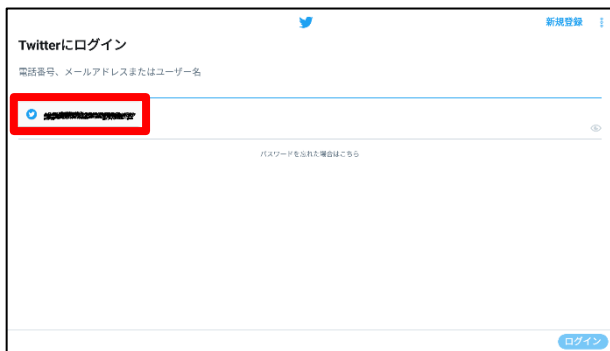 新規登録
Twitterにログイン
電話番号、メールアドレスまたはユーザー名
パスワードを忘れた場合はこちら
ログイン